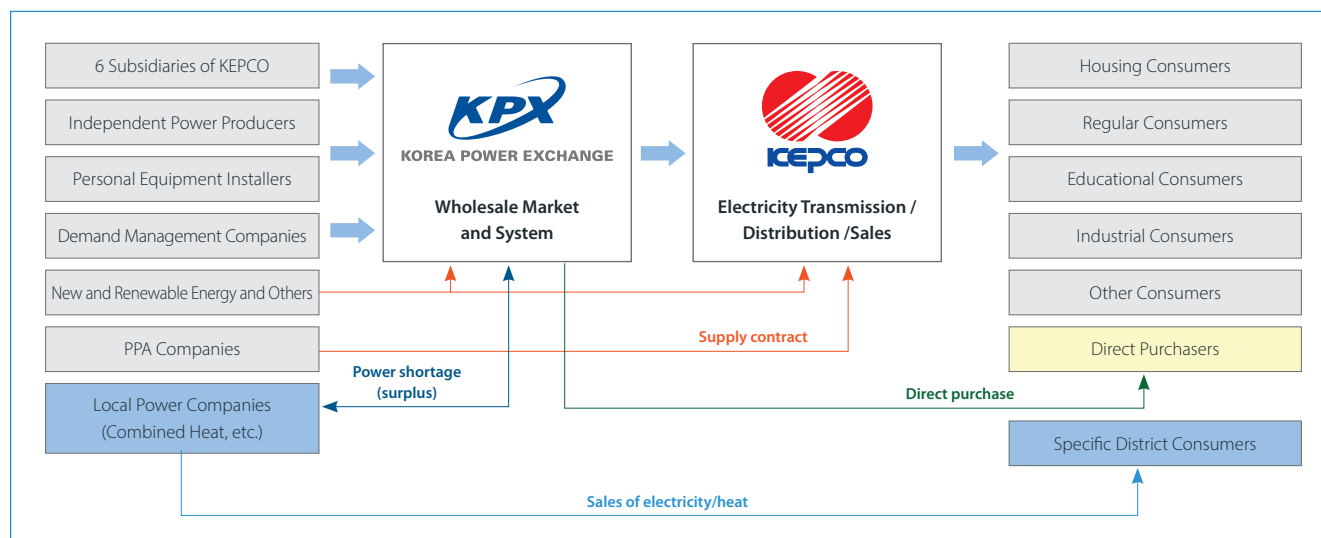 6 Subsidiaries of KEPCO
Independent Power Producers
Personal Equipment Installers
Demand Management Companies
New and Renewable Energy and Others
PPA Companies
Local Power Companies
(Combined Heat, etc.)
KPX
KOREA POWER EXCHANGE
Wholesale Market
and System
KEPCO
Electricity Transmission /
Distribution /Sales
Housing Consumers
Regular Consumers
Educational Consumers
Industrial Consumers
Other Consumers
Direct Purchasers
Specific District Consumers
Supply contract
Power shortage
(surplus)
Direct purchase
Sales of electricity/heat